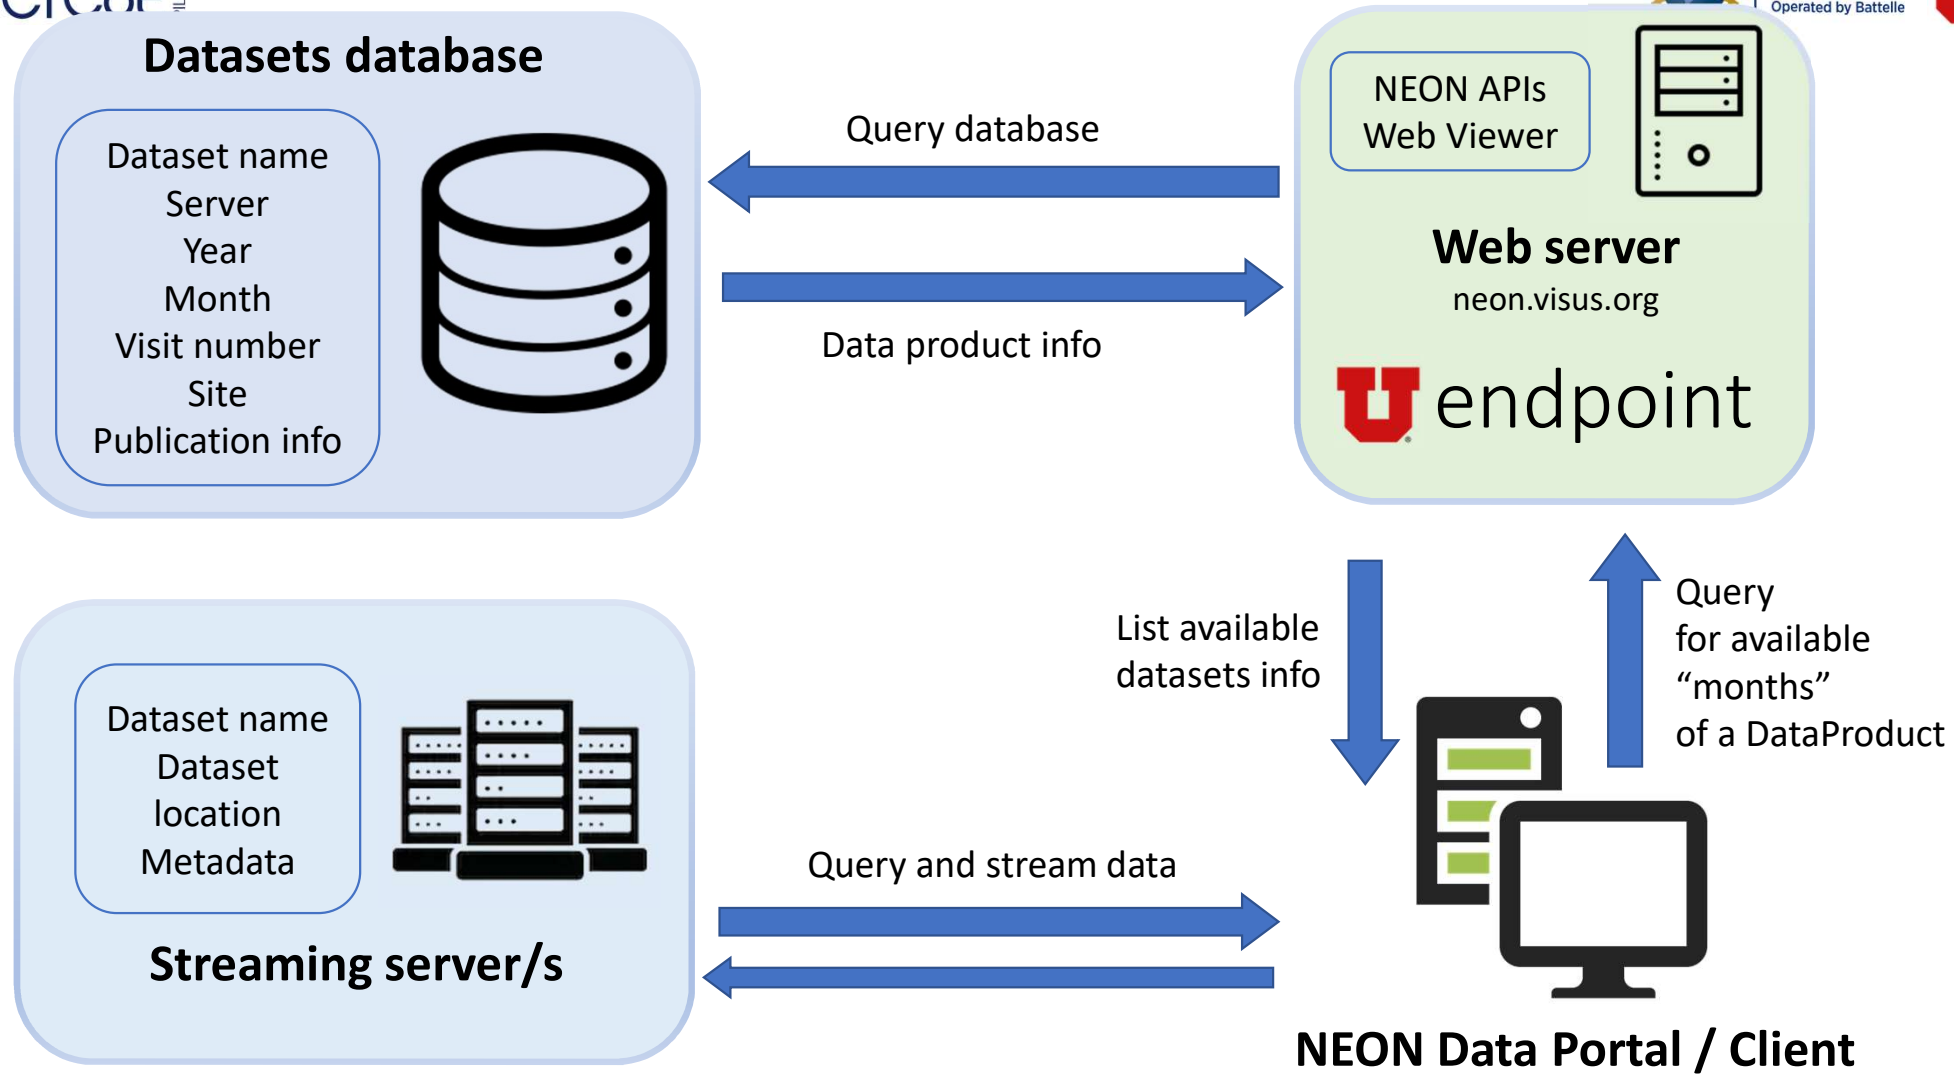 Operated by Battelle
Datasets database
Dataset name
Server
Year
Month
Visit number
Site
Publication info
Query database
Data product info
NEON APIs
Web Viewer
Web server
neon.visus.org
U endpoint
List available
datasets info
Query
for available
“months”
of a DataProduct
Dataset name
Dataset
location
Metadata
Streaming server/s
Query and stream data
NEON Data Portal / Client